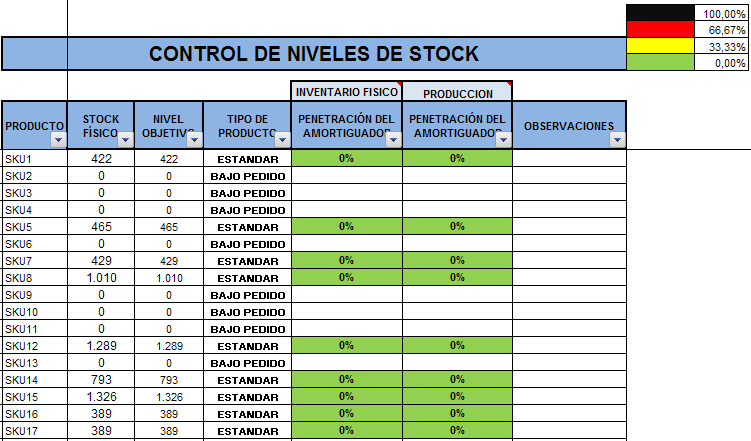 100,00%
66,67%
CONTROL DE NIVELES DE STOCK
33,33%
0,00%
INVENTARIO FISICO PRODUCCION
PRODUCTO STOCK FÍSICO NIVEL OBJETIVO TIPO DE PRODUCTO PENETRACIÓN DEL AMORTIGUADOR PENETRACIÓN DEL AMORTIGUADOR OBSERVACIONES
SKU1 422 422 ESTANDAR 0% 0%
SKU2 0 0 BAJO PEDIDO
SKU3 0 0 BAJO PEDIDO
SKU4 0 0 BAJO PEDIDO
SKU5 465 465 ESTANDAR 0% 0%
SKU6 0 0 BAJO PEDIDO
SKU7 429 429 ESTANDAR 0% 0%
SKU8 1.010 1.010 ESTANDAR 0% 0%
SKU9 0 0 BAJO PEDIDO
SKU10 0 0 BAJO PEDIDO
SKU11 0 0 BAJO PEDIDO
SKU12 1.289 1.289 ESTANDAR 0% 0%
SKU13 0 0 BAJO PEDIDO
SKU14 793 793 ESTANDAR 0% 0%
SKU15 1.326 1.326 ESTANDAR 0% 0%
SKU16 389 389 ESTANDAR 0% 0%
SKU17 389 389 ESTANDAR 0% 0%